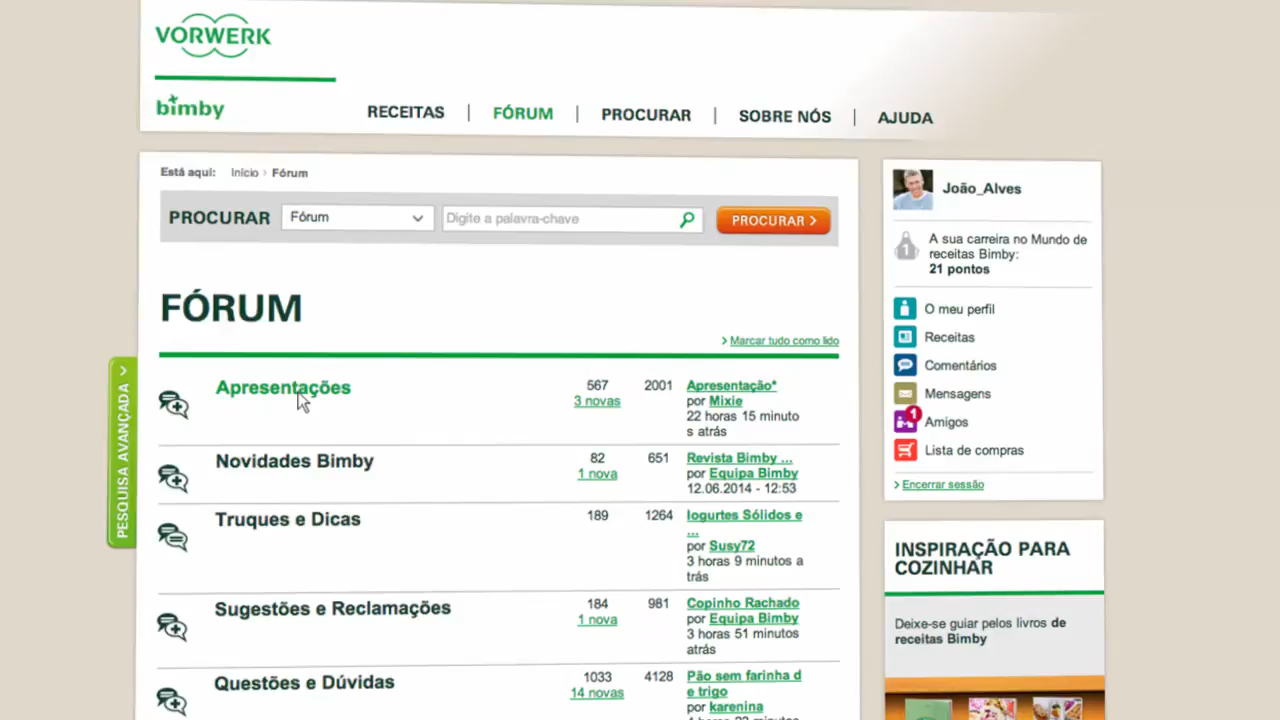 VORWERK
bimby
RECEITAS | FÓRUM | PROCURAR | SOBRE NÓS | AJUDA
Está aqui: Início › Fórum
PROCURAR Fórum Digite a palavra-chave PROCURAR >
FÓRUM
> Marcar tudo como lido
PESQUISA AVANÇADA
Apresentações 567 2001 Apresentação*
3 novas por Mixie
22 horas 15 minuto
s atrás
Novidades Bimby 82 651 Revista Bimby ...
1 nova por Equipa Bimby
12.06.2014 - 12:53
Truques e Dicas 189 1264 Iogurtes Sólidos e
...
por Susy72
3 horas 9 minutos a
trás
Sugestões e Reclamações 184 981 Copinho Rachado
1 nova por Equipa Bimby
3 horas 51 minutos
atrás
Questões e Dúvidas 1033 4128 Pão sem farinha d
14 novas e trigo
por karenina
João_Alves
1
A sua carreira no Mundo de
receitas Bimby:
21 pontos
O meu perfil
Receitas
Comentários
Mensagens
1
Amigos
Lista de compras
> Encerrar sessão
INSPIRAÇÃO PARA
COZINHAR
Deixe-se guiar pelos livros de
receitas Bimby